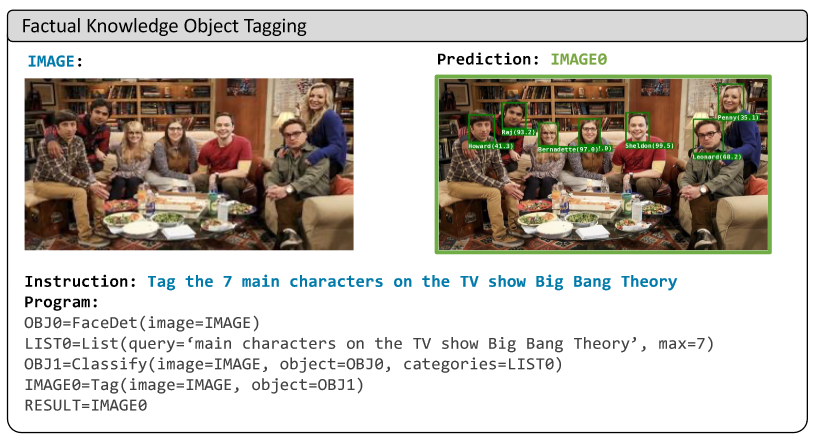 Factual Knowledge Object Tagging
IMAGE:
Prediction: IMAGE0
Penny(35.1)
Raj(93.2)
Howard(41.3)
Bernadette(97.0)
Sheldon(99.5)
Leonard(60.2)
Instruction: Tag the 7 main characters on the TV show Big Bang Theory
Program:
OBJ0=FaceDet(image=IMAGE)
LIST0=List(query=‘main characters on the TV show Big Bang Theory’, max=7)
OBJ1=Classify(image=IMAGE, object=OBJ0, categories=LIST0)
IMAGE0=Tag(image=IMAGE, object=OBJ1)
RESULT=IMAGE0